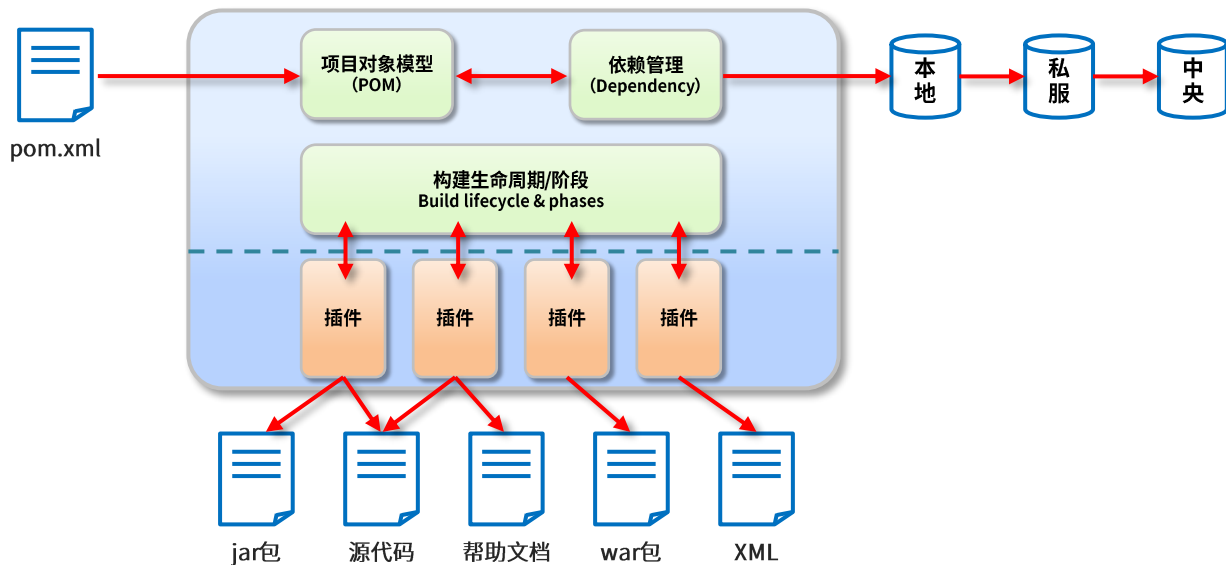 项目对象模型
（POM）
依赖管理
（Dependency）
本
地
私
服
中
央
pom.xml
构建生命周期/阶段
Build lifecycle & phases
插件
插件
插件
插件
jar包
源代码
帮助文档
war包
XML